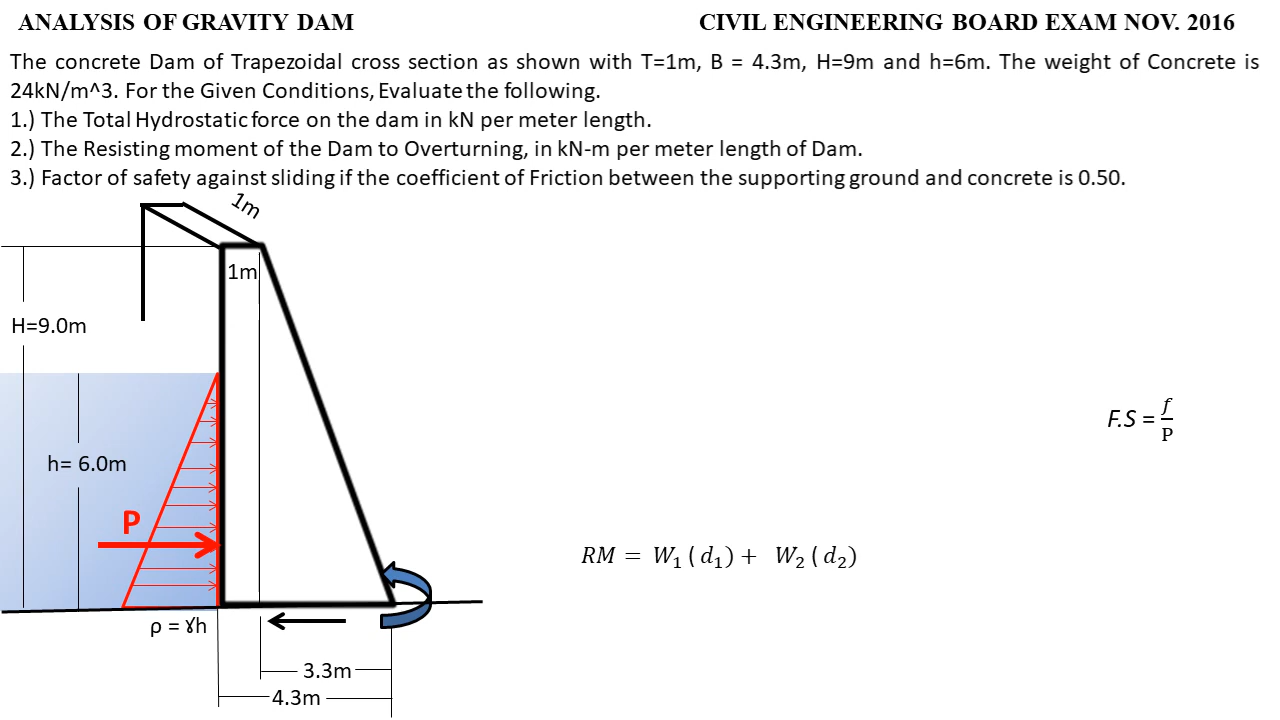 ANALYSIS OF GRAVITY DAM
CIVIL ENGINEERING BOARD EXAM NOV. 2016
The concrete Dam of Trapezoidal cross section as shown with T=1m, B = 4.3m, H=9m and h=6m. The weight of Concrete is
24kN/m^3. For the Given Conditions, Evaluate the following.
1.) The Total Hydrostatic force on the dam in kN per meter length.
2.) The Resisting moment of the Dam to Overturning, in kN-m per meter length of Dam.
3.) Factor of safety against sliding if the coefficient of Friction between the supporting ground and concrete is 0.50.
1m
1m
H=9.0m
F.S = f/P
h= 6.0m
P
RM = W₁ ( d₁) + W₂ ( d₂)
ρ = ɣh
3.3m
4.3m